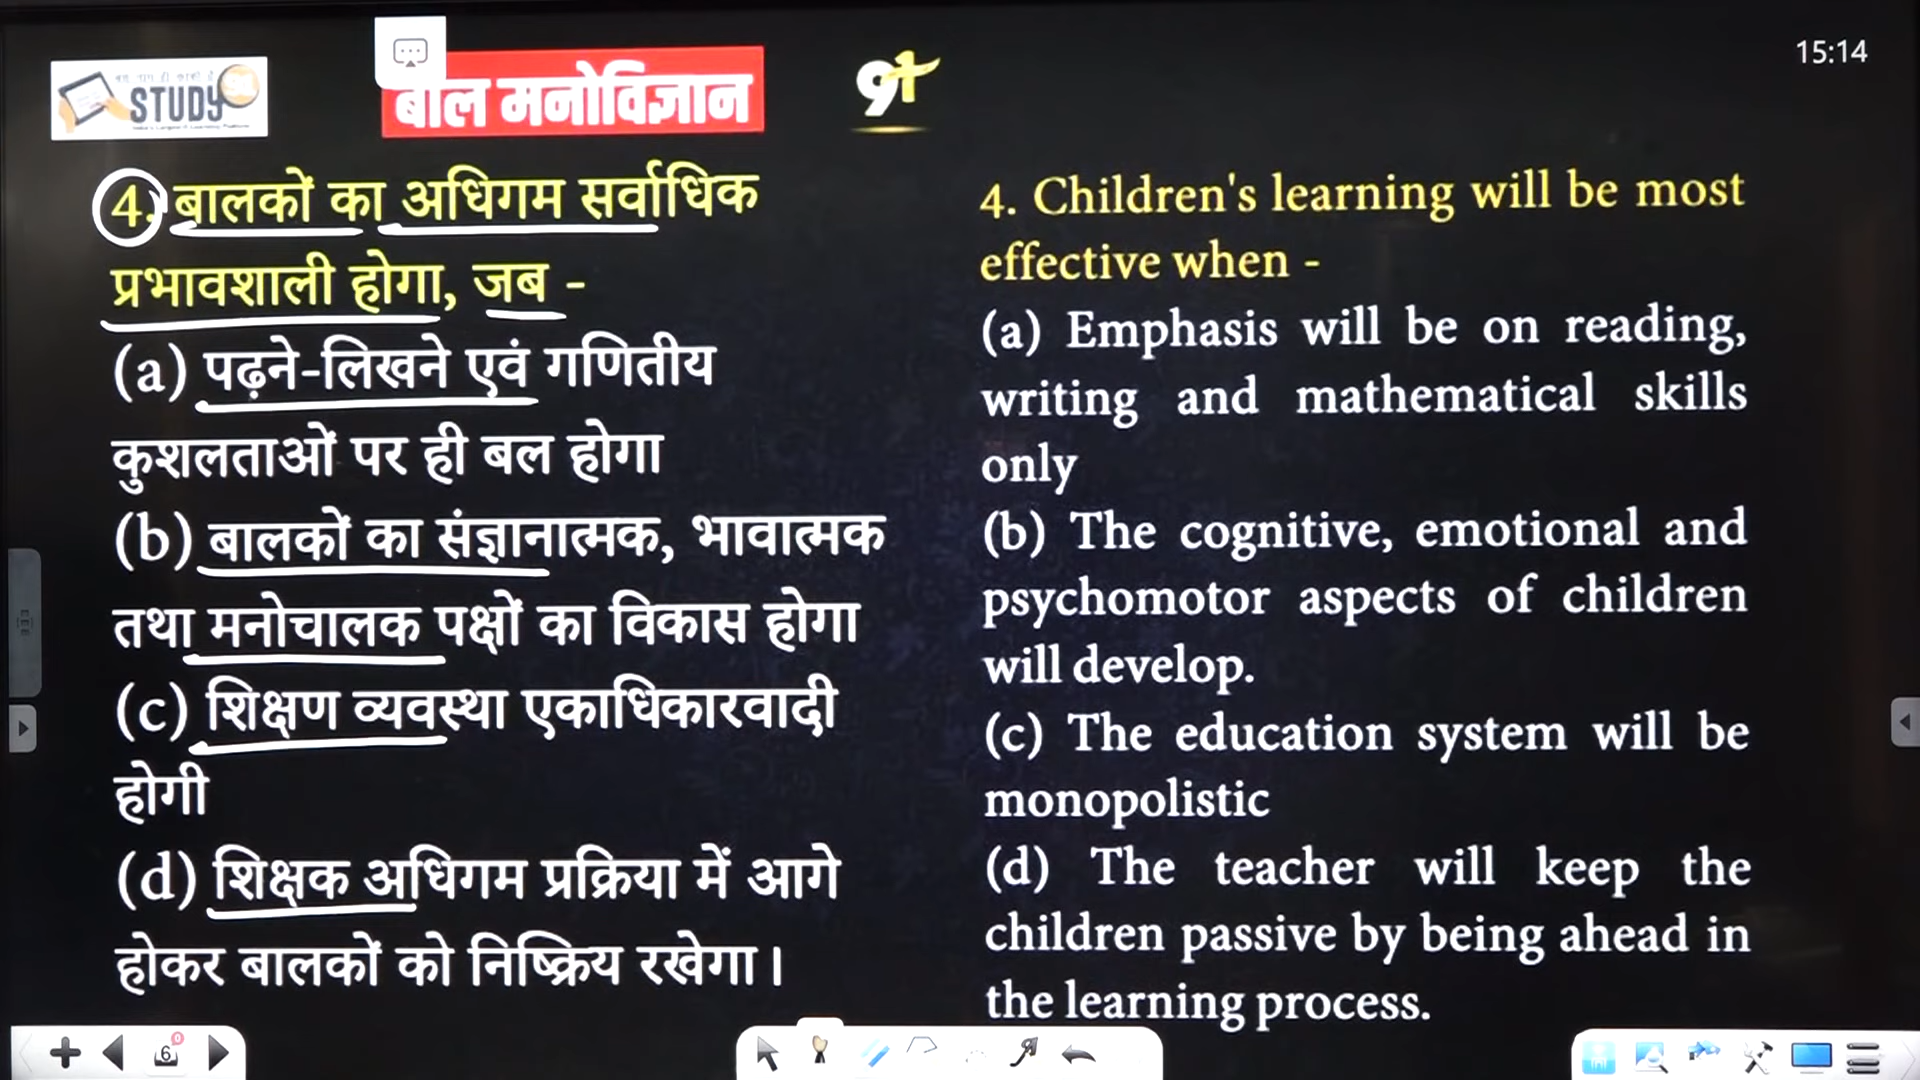 STUDY
बाल मनोविज्ञान
91
15:14
4. बालकों का अधिगम सर्वाधिक
प्रभावशाली होगा, जब -
(a) पढ़ने-लिखने एवं गणितीय
कुशलताओं पर ही बल होगा
(b) बालकों का संज्ञानात्मक, भावात्मक
तथा मनोचालक पक्षों का विकास होगा
(c) शिक्षण व्यवस्था एकाधिकारवादी
होगी
(d) शिक्षक अधिगम प्रक्रिया में आगे
होकर बालकों को निष्क्रिय रखेगा।
4. Children's learning will be most
effective when -
(a) Emphasis will be on reading,
writing and mathematical skills
only
(b) The cognitive, emotional and
psychomotor aspects of children
will develop.
(c) The education system will be
monopolistic
(d) The teacher will keep the
children passive by being ahead in
the learning process.
6
0